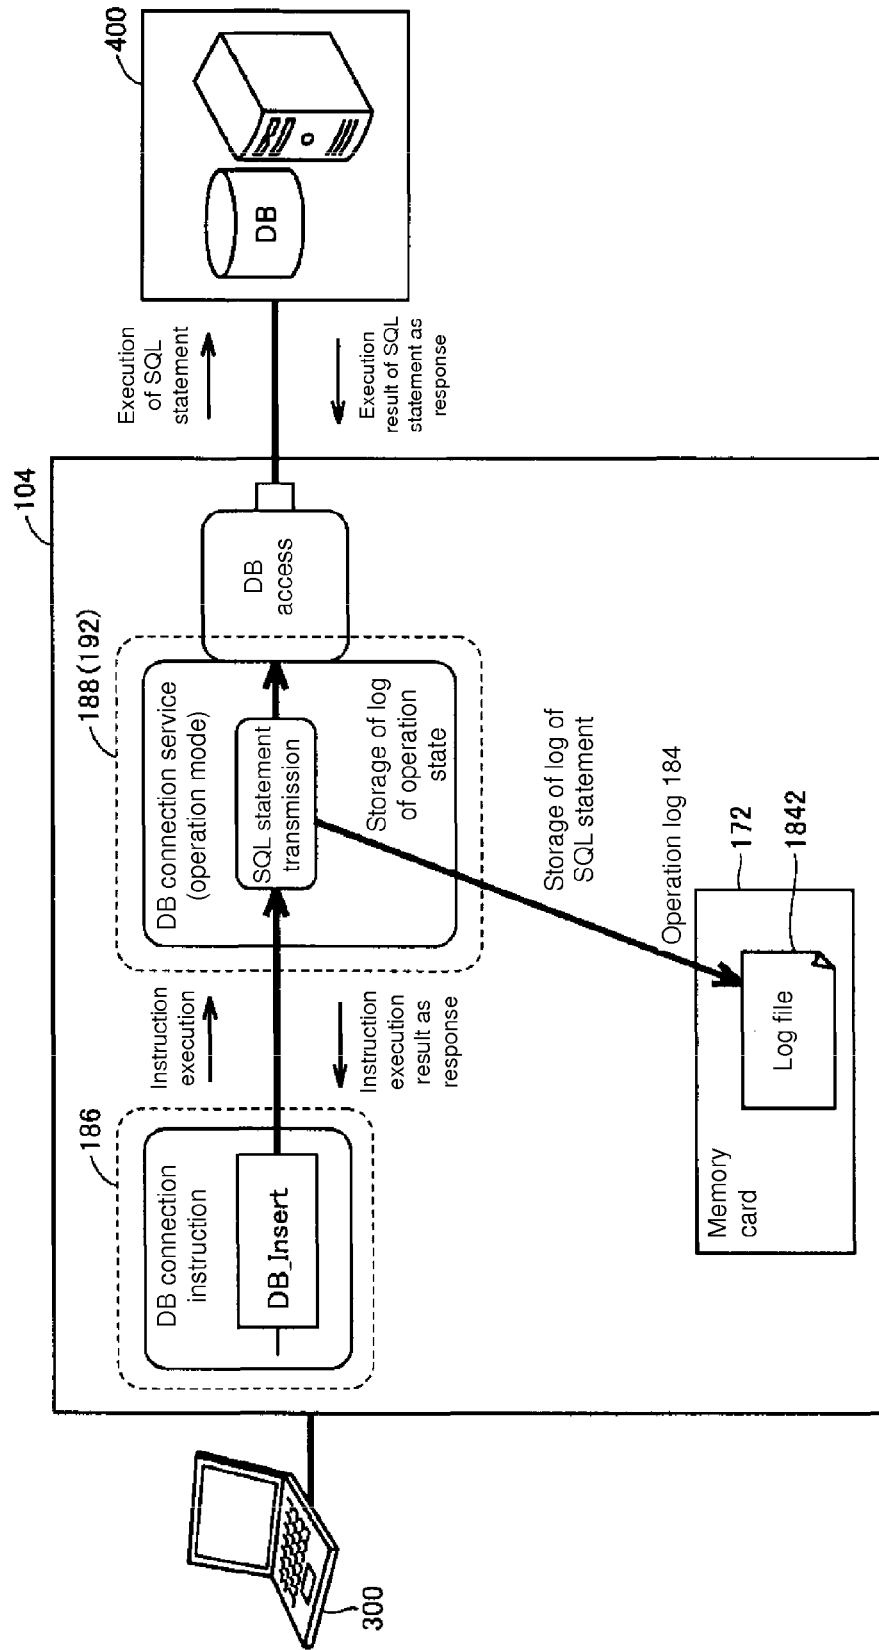 400
DB
Execution
of SQL
statement
Execution
result of SQL
statement as
response
104
188(192)
DB connection service
(operation mode)
SQL statement
transmission
Storage of log
of operation
state
DB
access
Instruction
execution
Instruction
execution
result as
response
186
DB connection
instruction
DB_Insert
Storage of log of
SQL statement
Operation log 184
172
1842
Log file
Memory
card
300